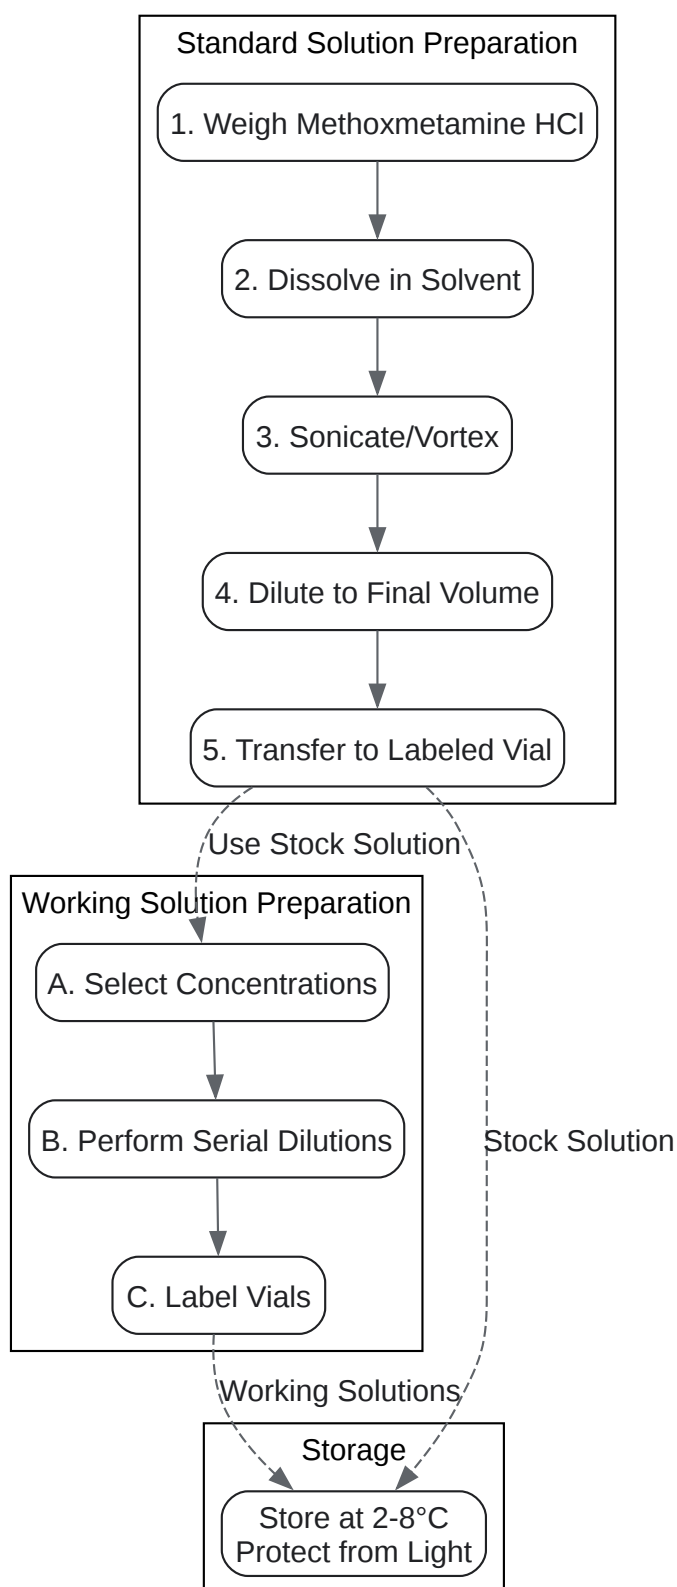 Standard Solution Preparation
1. Weigh Methoxmetamine HCl
2. Dissolve in Solvent
3. Sonicate/Vortex
4. Dilute to Final Volume
5. Transfer to Labeled Vial
Use Stock Solution
Working Solution Preparation
A. Select Concentrations
B. Perform Serial Dilutions
Stock Solution
C. Label Vials
Working Solutions
Storage
Store at 2-8°C
Protect from Light